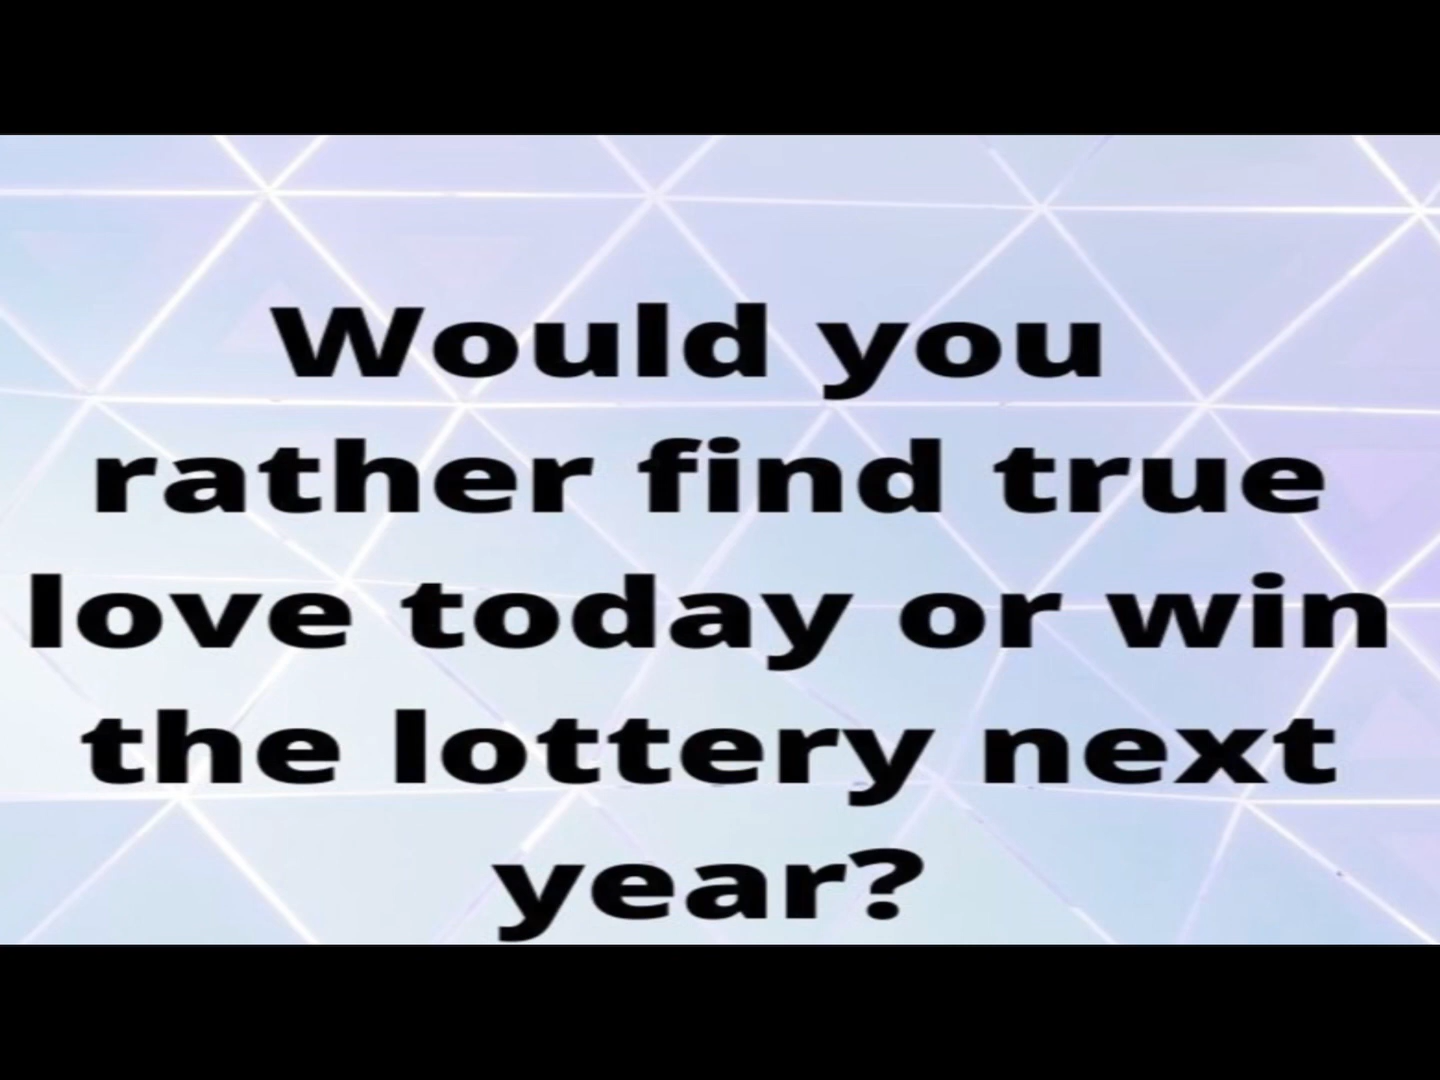 Would you
rather find true
love today or win
the lottery next
year?